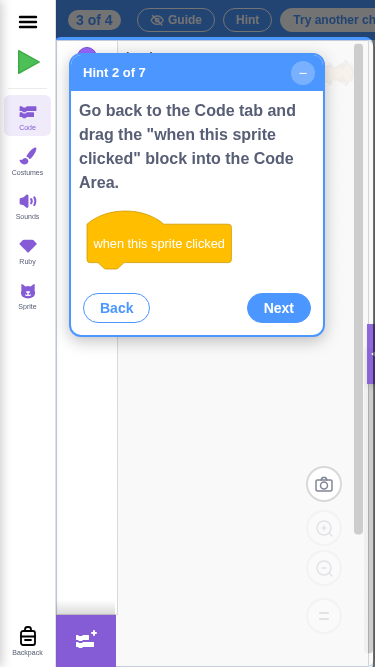 3 of 4
Guide
Hint
Try another ch
Hint 2 of 7
Go back to the Code tab and
drag the "when this sprite
clicked" block into the Code
Area.
when this sprite clicked
Back
Next
Code
Costumes
Sounds
Ruby
Sprite
Backpack